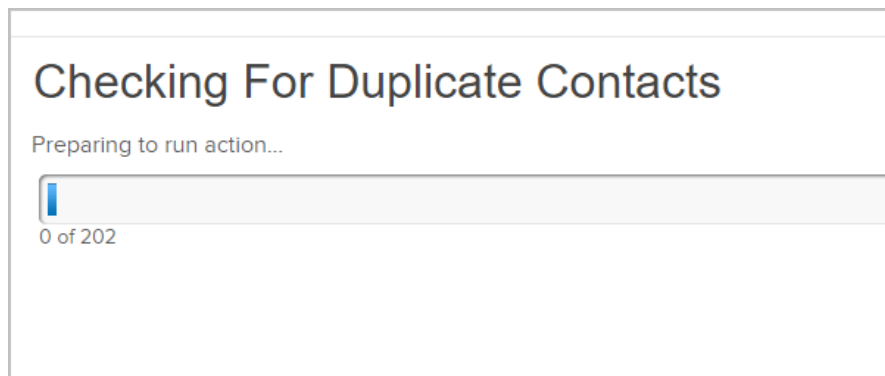 Checking For Duplicate Contacts
Preparing to run action...
0 of 202